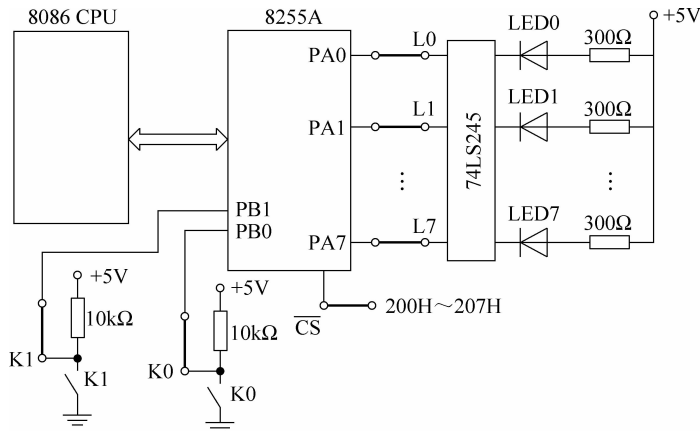 8086 CPU
8255A
+5V
PA0
L0
LED0
300Ω
PA1
L1
LED1
300Ω
74LS245
PB1
PB0
PA7
L7
LED7
300Ω
+5V
10kΩ
K1
K1
+5V
10kΩ
K0
K0
CS
200H～207H